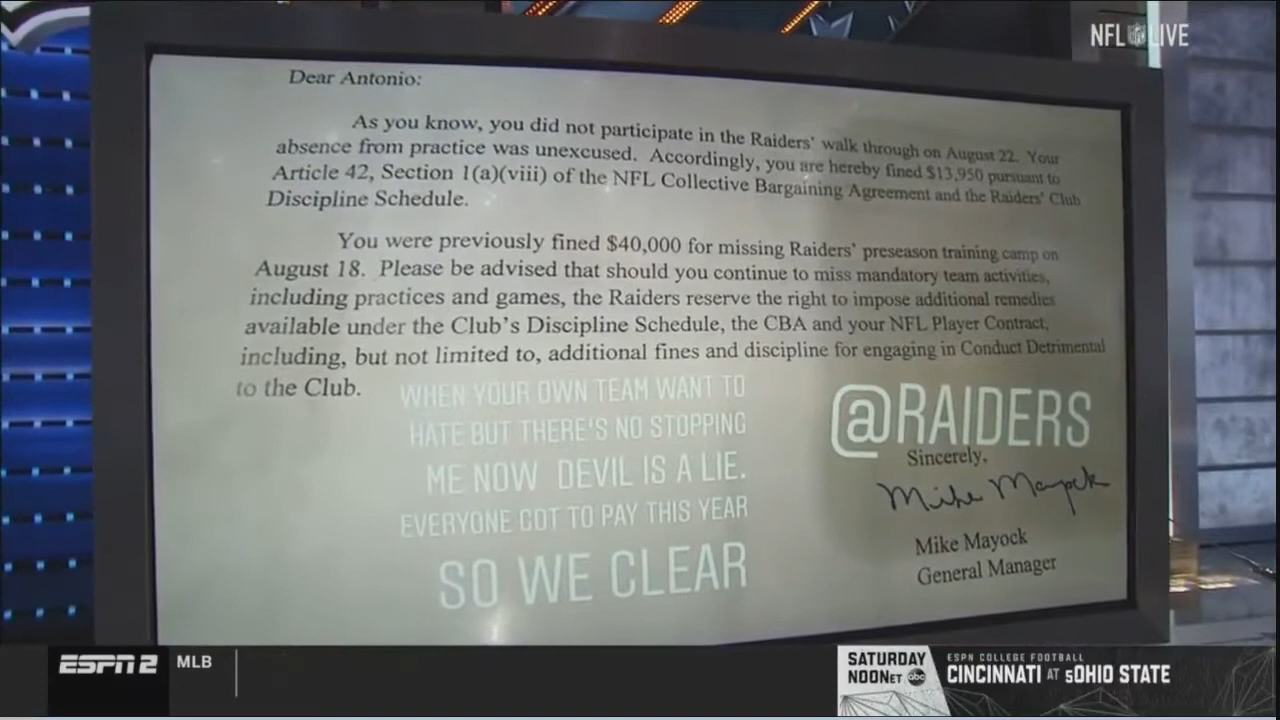 NFL LIVE
Dear Antonio:
As you know, you did not participate in the Raiders' walk through on August 22. Your
absence from practice was unexcused. Accordingly, you are hereby fined $13,950 pursuant to
Article 42, Section 1(a)(viii) of the NFL Collective Bargaining Agreement and the Raiders' Club
Discipline Schedule.
You were previously fined $40,000 for missing Raiders' preseason training camp on
August 18. Please be advised that should you continue to miss mandatory team activities,
including practices and games, the Raiders reserve the right to impose additional remedies
available under the Club's Discipline Schedule, the CBA and your NFL Player Contract,
including, but not limited to, additional fines and discipline for engaging in Conduct Detrimental
to the Club.
WHEN YOUR OWN TEAM WANT TO
HATE BUT THERE'S NO STOPPING
ME NOW DEVIL IS A LIE.
EVERYONE GOT TO PAY THIS YEAR
SO WE CLEAR
@RAIDERS
Sincerely,
Mike Mayock
Mike Mayock
General Manager
ESPN2
MLB
SATURDAY
NOON ET abc
ESPN COLLEGE FOOTBALL
CINCINNATI AT 5OHIO STATE